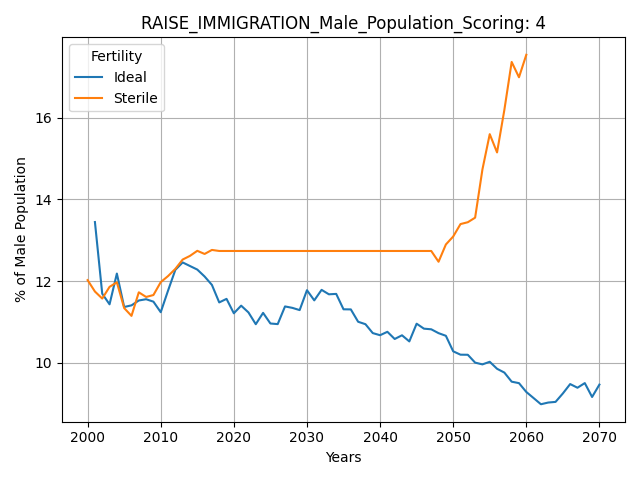 RAISE_IMMIGRATION_Male_Population_Scoring: 4
Fertility
Ideal
Sterile
% of Male Population
16
14
12
10
2000 2010 2020 2030 2040 2050 2060 2070
Years